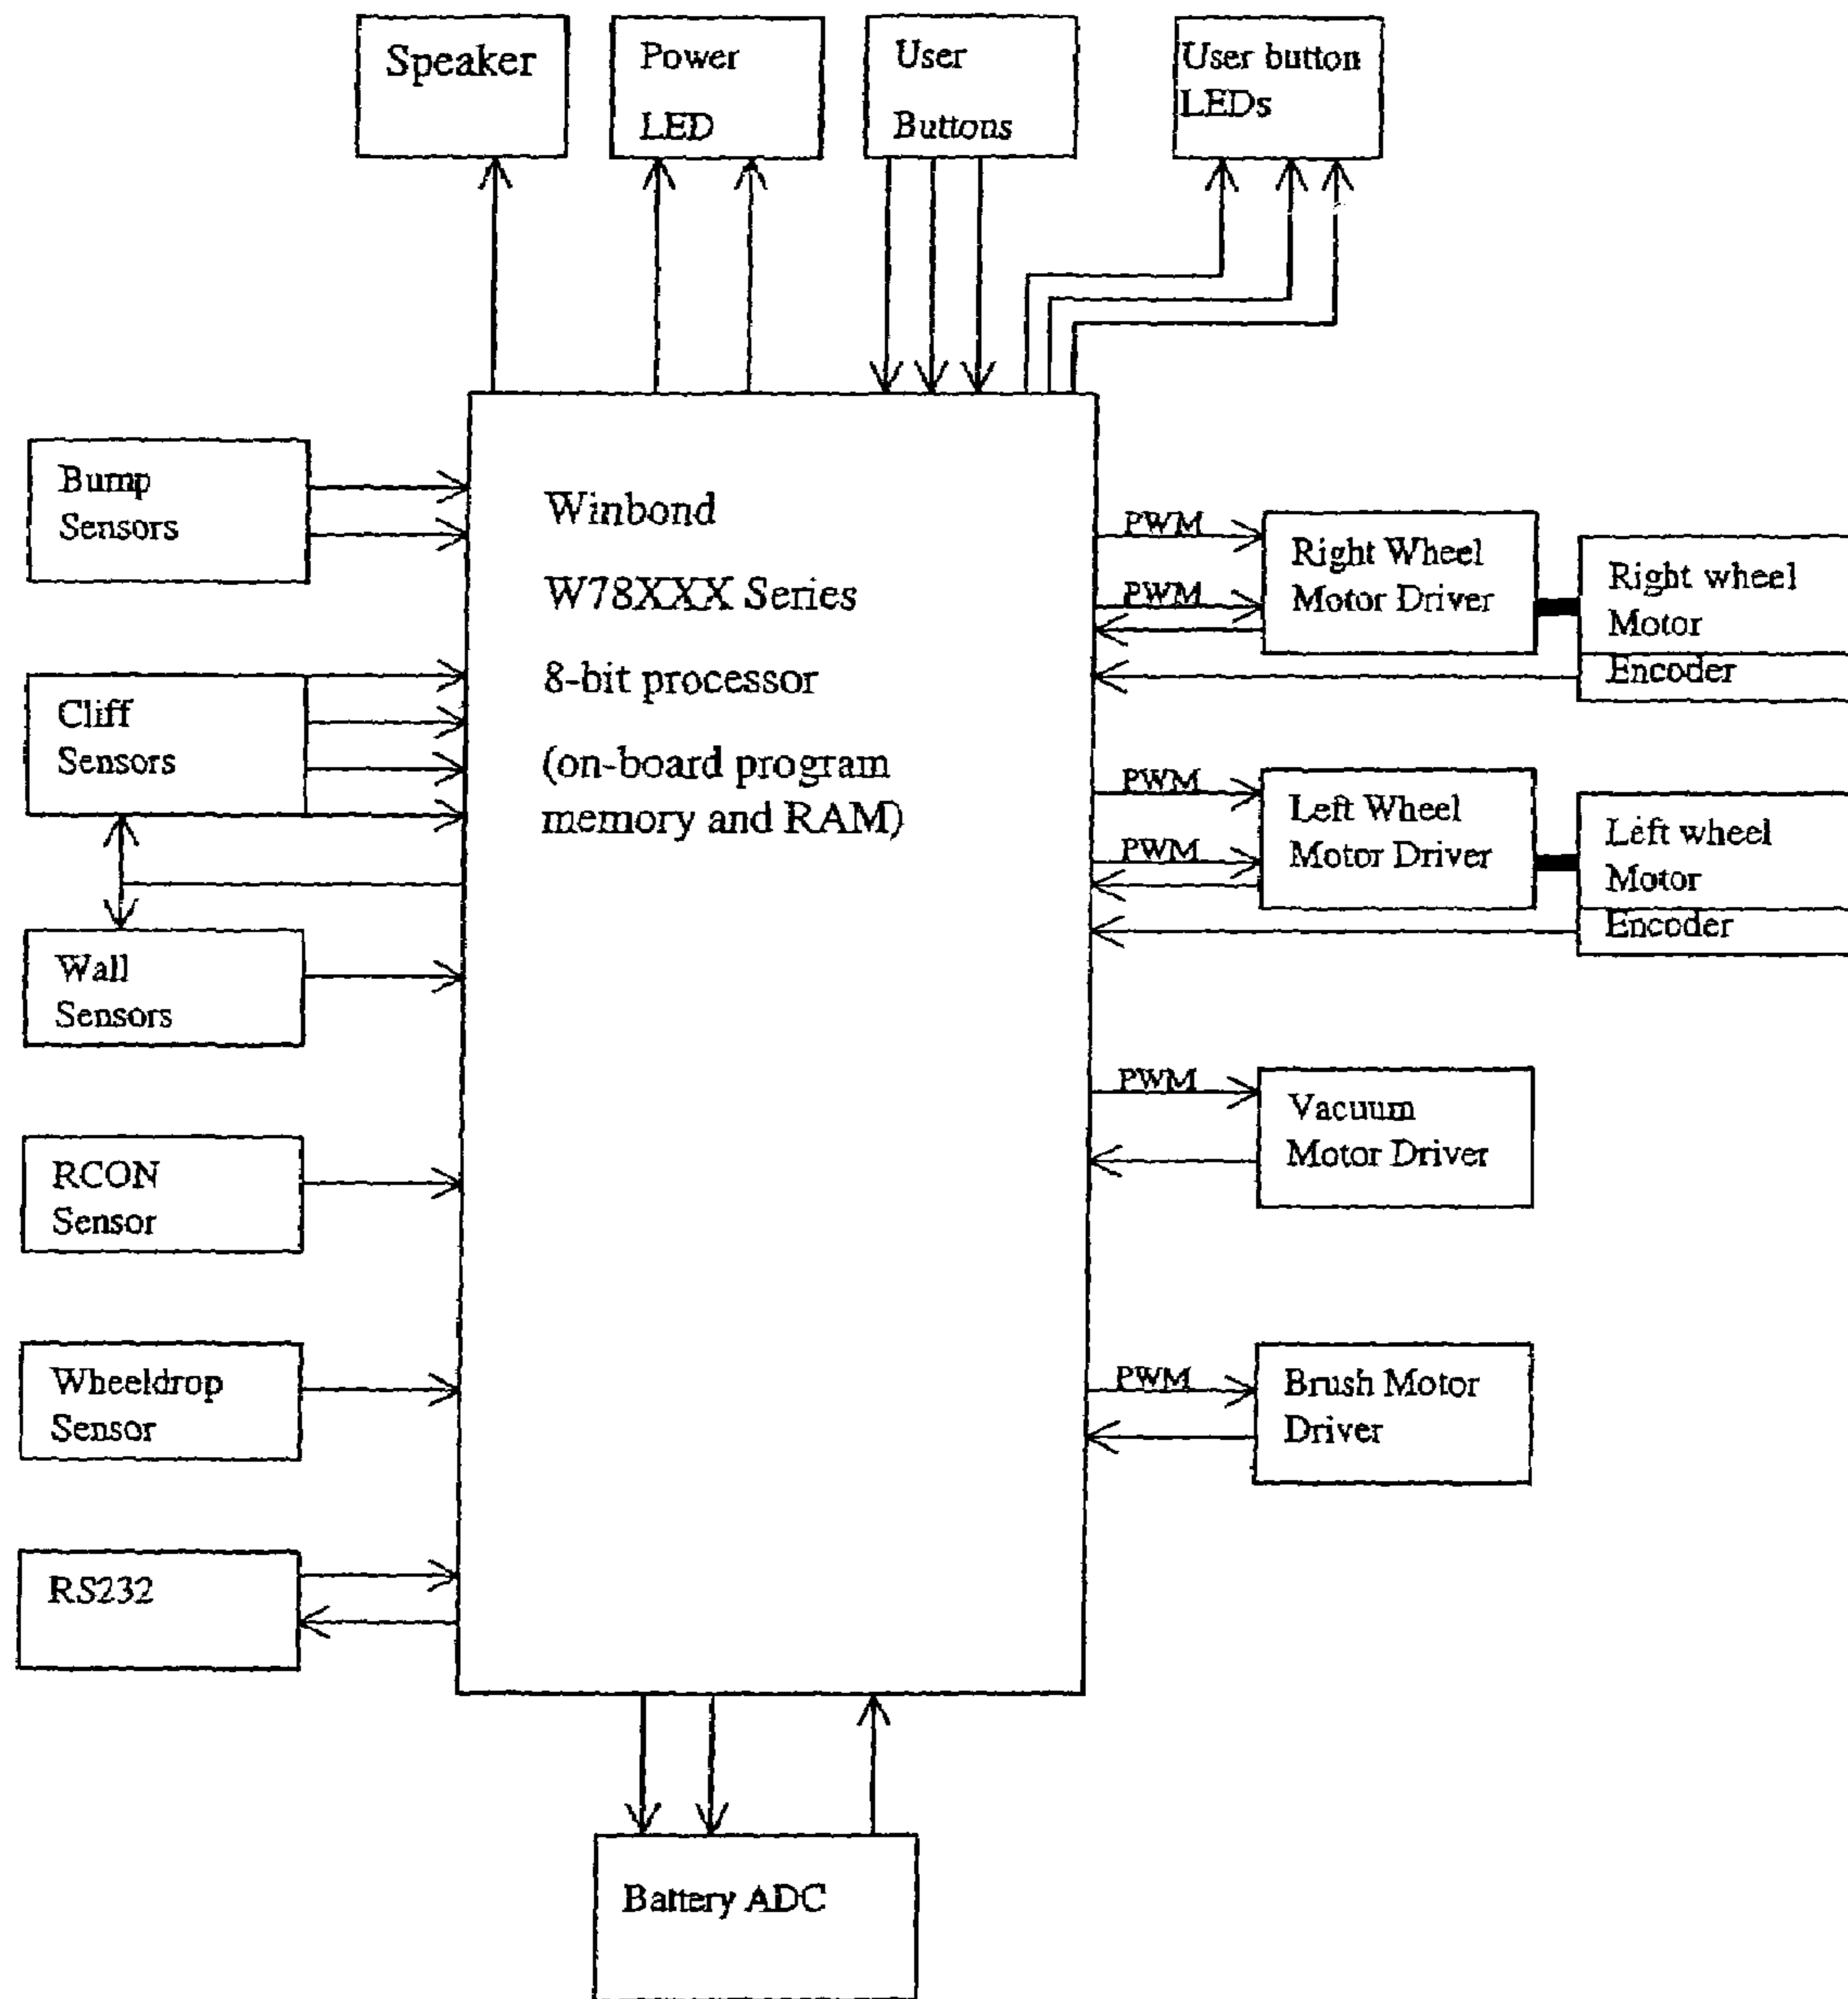 Speaker
Power
LED
User
Buttons
User button
LEDs
Bump
Sensors
Cliff
Sensors
Wall
Sensors
RCON
Sensor
Wheeldrop
Sensor
RS232
Winbond
W78XXX Series
8-bit processor
(on-board program
memory and RAM)
PWM
PWM
Right Wheel
Motor Driver
Right wheel
Motor
Encoder
PWM
PWM
Left Wheel
Motor Driver
Left wheel
Motor
Encoder
PWM
Vacuum
Motor Driver
PWM
Brush Motor
Driver
Battery ADC